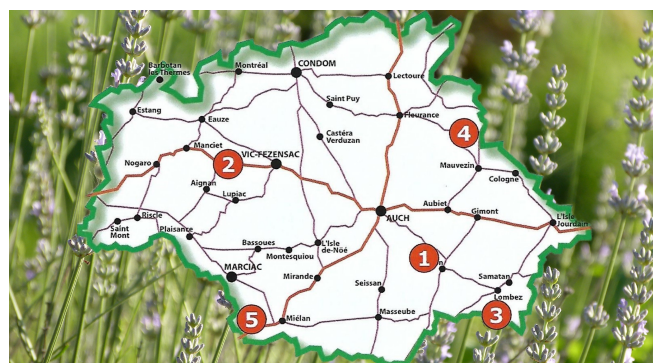 Barbotan
les Thermes
Montréal
CONDOM
Lectoure
Estang
Eauze
Saint Puy
Fleurance
4
Castéra
Verduzan
Manciet
2
VIC-FEZENSAC
Nogaro
Mauvezin
Cologne
Aignan
Lupiac
Aubiet
Gimont
L'Isle
Jourdain
AUCH
Riscle
Saint
Mont
Plaisance
Bassoues
Montesquiou
L'Isle
de-Noé
1
n
MARCIAC
Mirande
Seissan
Samatan
Lombez
5
Miélan
Masseube
3